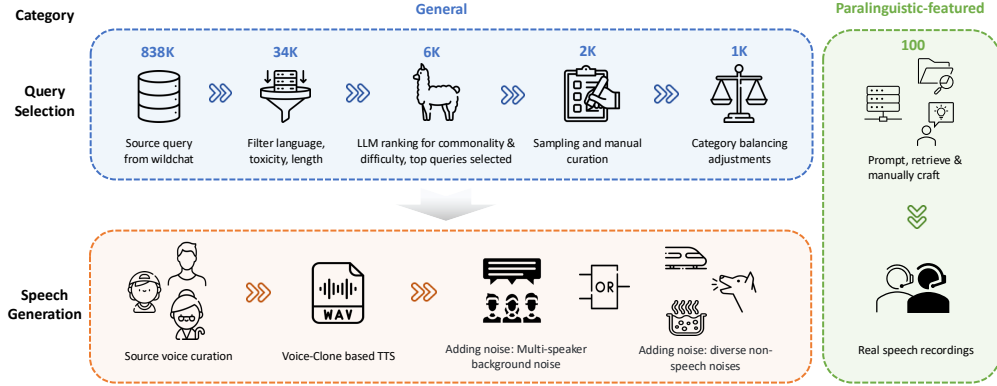 Category
General
Paralinguistic-featured
Query
Selection
838K
34K
6K
2K
1K
100
Source query
from wildchat
Filter language,
toxicity, length
LLM ranking for commonality &
difficulty, top queries selected
Sampling and manual
curation
Category balancing
adjustments
Prompt, retrieve &
manually craft
Speech
Generation
WAV
OR
Source voice curation
Voice-Clone based TTS
Adding noise: Multi-speaker
background noise
Adding noise: diverse non-
speech noises
Real speech recordings